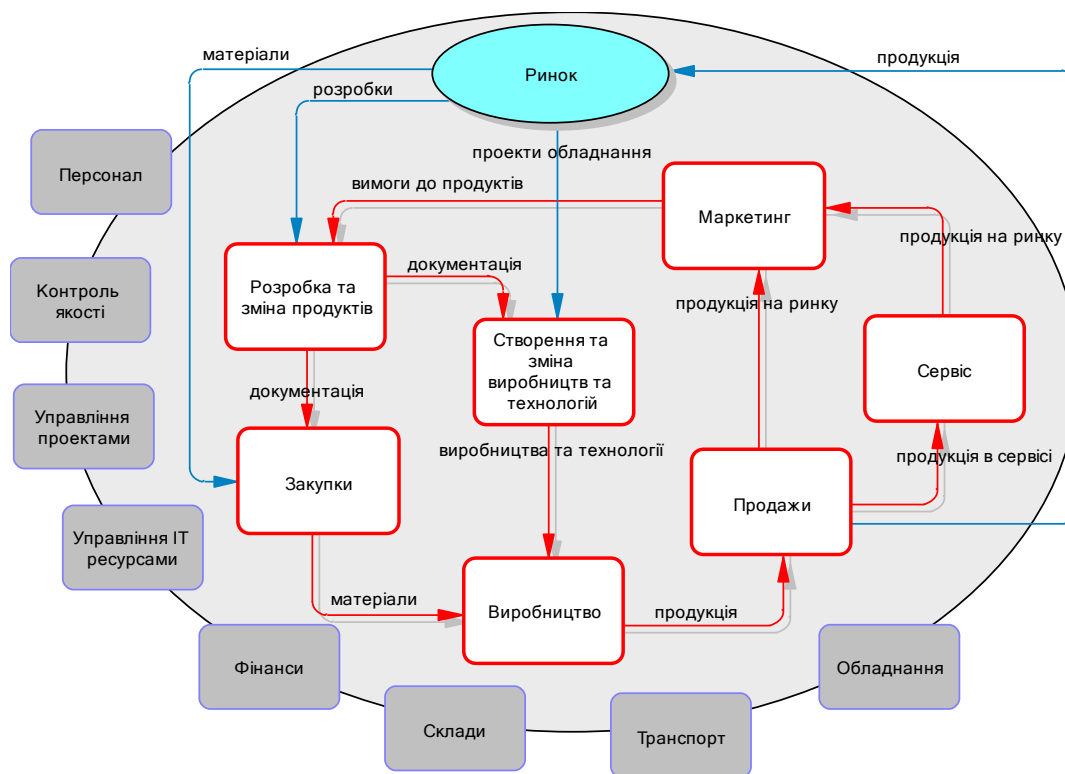 матеріали
Ринок
продукція
розробки
проекти обладнання
Персонал
вимоги до продуктів
Маркетинг
продукція на ринку
документація
Контроль
якості
Розробка та
зміна продуктів
продукція на ринку
Створення та
зміна
виробництв та
технологій
Сервіс
документація
Управління
проектами
виробництва та технології
продукція в сервісі
Закупки
Продажи
Управління ІТ
ресурсами
матеріали
Виробництво
продукція
Фінанси
Обладнання
Склади
Транспорт